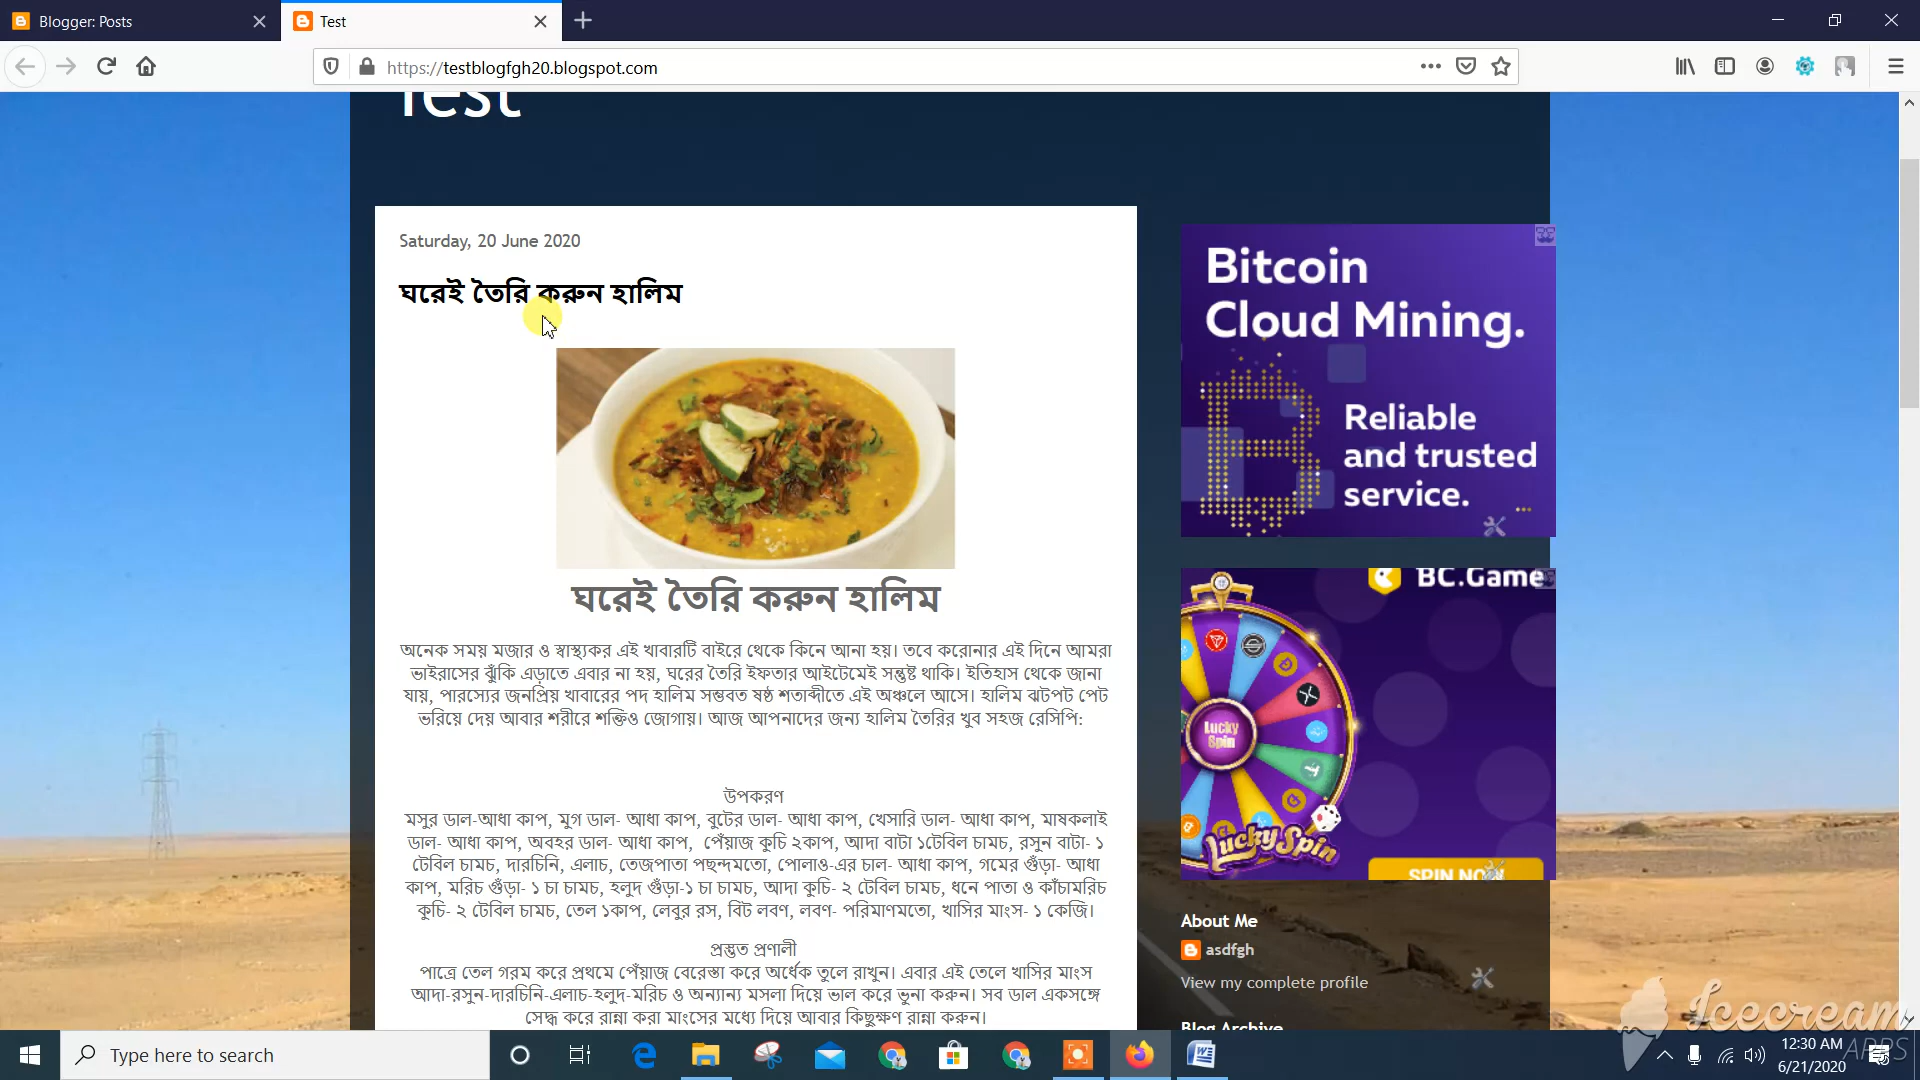 Blogger: Posts
Test
https://testblogfgh20.blogspot.com
Test
Saturday, 20 June 2020
ঘরেই তৈরি করুন হালিম
ঘরেই তৈরি করুন হালিম
অনেক সময় মজার ও স্বাস্থ্যকর এই খাবারটি বাইরে থেকে কিনে আনা হয়। তবে করোনার এই দিনে আমরা
ভাইরাসের ঝুঁকি এড়াতে এবার না হয়, ঘরের তৈরি ইফতার আইটেমেই সন্তুষ্ট থাকি। ইতিহাস থেকে জানা
যায়, পারস্যের জনপ্রিয় খাবারের পদ হালিম সম্ভবত ষষ্ঠ শতাব্দীতে এই অঞ্চলে আসে। হালিম ঝটপট পেট
ভরিয়ে দেয় আবার শরীরে শক্তিও জোগায়। আজ আপনাদের জন্য হালিম তৈরির খুব সহজ রেসিপি:
উপকরণ
মসুর ডাল-আধা কাপ, মুগ ডাল- আধা কাপ, বুটের ডাল- আধা কাপ, খেসারি ডাল- আধা কাপ, মাষকলাই
ডাল- আধা কাপ, অবহর ডাল- আধা কাপ, পেঁয়াজ কুচি ২কাপ, আদা বাটা ১টেবিল চামচ, রসুন বাটা- ১
টেবিল চামচ, দারচিনি, এলাচ, তেজপাতা পছন্দমতো, পোলাও-এর চাল- আধা কাপ, গমের গুঁড়া- আধা
কাপ, মরিচ গুঁড়া- ১ চা চামচ, হলুদ গুঁড়া-১ চা চামচ, আদা কুচি- ২ টেবিল চামচ, ধনে পাতা ও কাঁচামরিচ
কুচি- ২ টেবিল চামচ, তেল ১কাপ, লেবুর রস, বিট লবণ, লবণ- পরিমাণমতো, খাসির মাংস- ১ কেজি।
প্রস্তুত প্রণালী
পাত্রে তেল গরম করে প্রথমে পেঁয়াজ বেরেস্তা করে অর্ধেক তুলে রাখুন। এবার এই তেলে খাসির মাংস
আদা-রসুন-দারচিনি-এলাচ-হলুদ-মরিচ ও অন্যান্য মসলা দিয়ে ভাল করে ভুনা করুন। সব ডাল একসঙ্গে
সেদ্ধ করে রান্না করা মাংসের মধ্যে দিয়ে আবার কিছুক্ষণ রান্না করুন।
Bitcoin
Cloud Mining.
Reliable
and trusted
service.
BC.Game
Lucky
Spin
Lucky Spin
SPIN NOW
About Me
asdfgh
View my complete profile
Blog Archive
Icecream
APPS
Type here to search
12:30 AM
6/21/2020